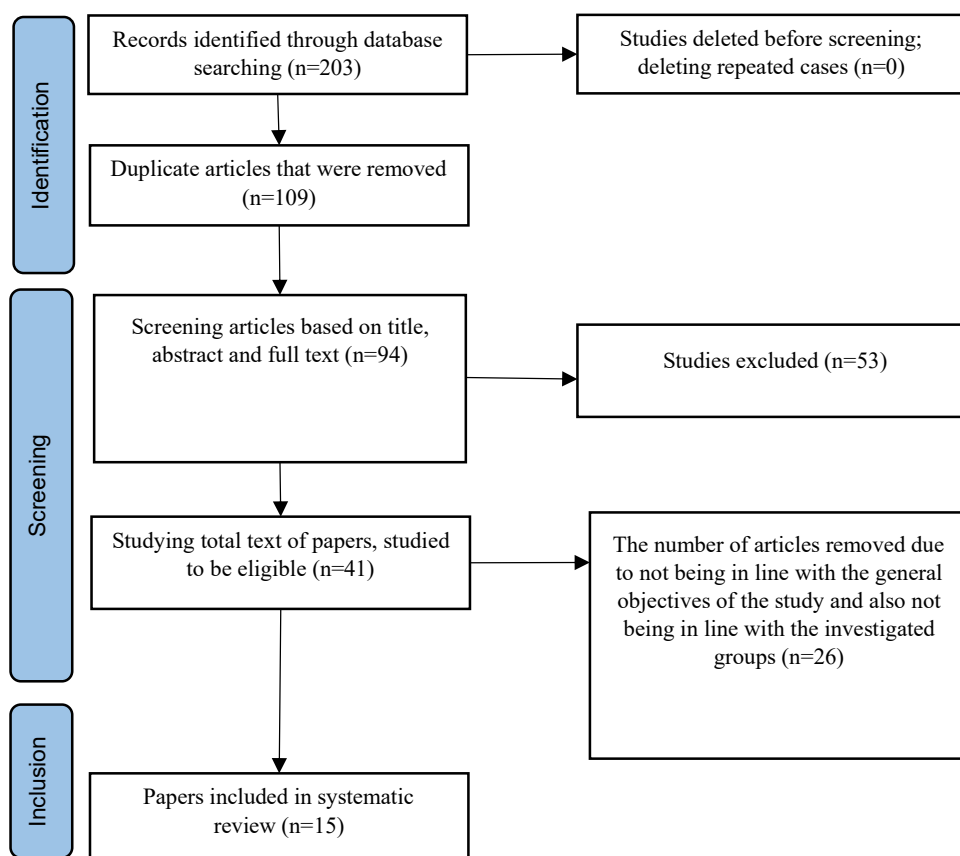 Identification
Records identified through database
searching (n=203)
Studies deleted before screening;
deleting repeated cases (n=0)
Duplicate articles that were removed
(n=109)
Screening
Screening articles based on title,
abstract and full text (n=94)
Studies excluded (n=53)
Studying total text of papers, studied
to be eligible (n=41)
The number of articles removed due
to not being in line with the general
objectives of the study and also not
being in line with the investigated
groups (n=26)
Inclusion
Papers included in systematic
review (n=15)